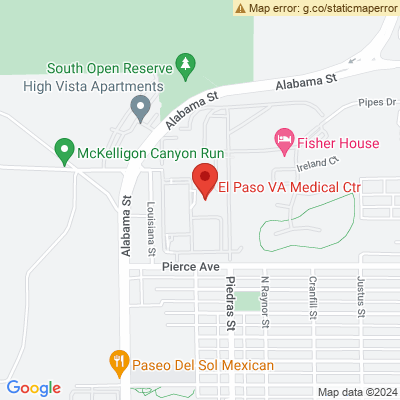 Map error: g.co/staticmaperror
South Open Reserve
High Vista Apartments
Alabama St
Alabama St
Pipes Dr
Fisher House
Ireland Ct
McKelligon Canyon Run
El Paso VA Medical Ctr
Alabama St
Louisiana St
Pierce Ave
Piedras St
N Raynor St
Cranfill St
Justus St
Paseo Del Sol Mexican
Google
Map data ©2024